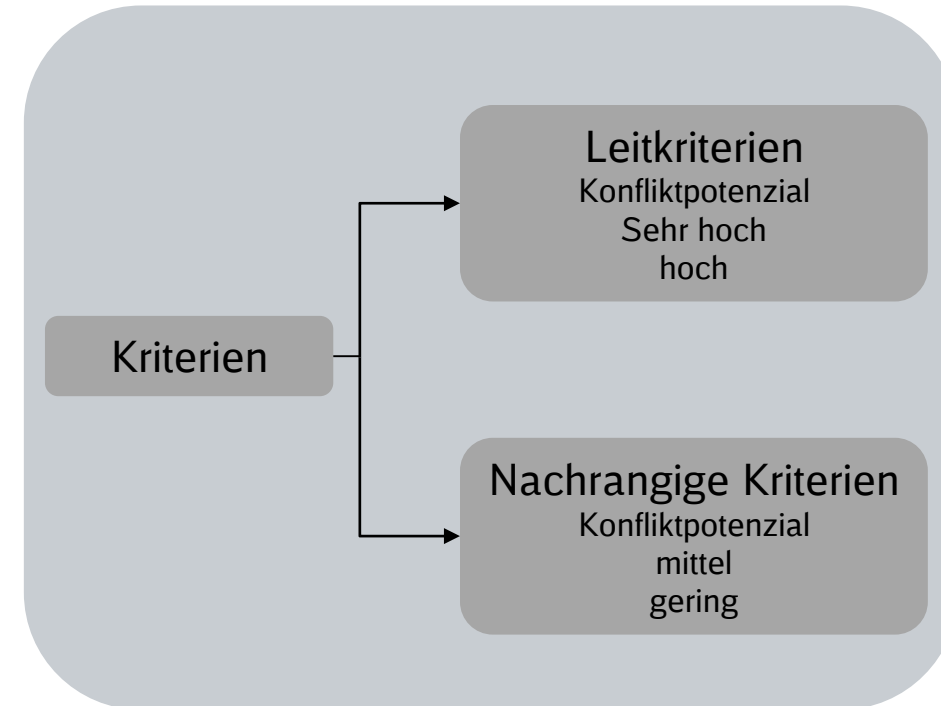 Leitkriterien
Konfliktpotenzial
Sehr hoch
hoch
Kriterien
Nachrangige Kriterien
Konfliktpotenzial
mittel
gering